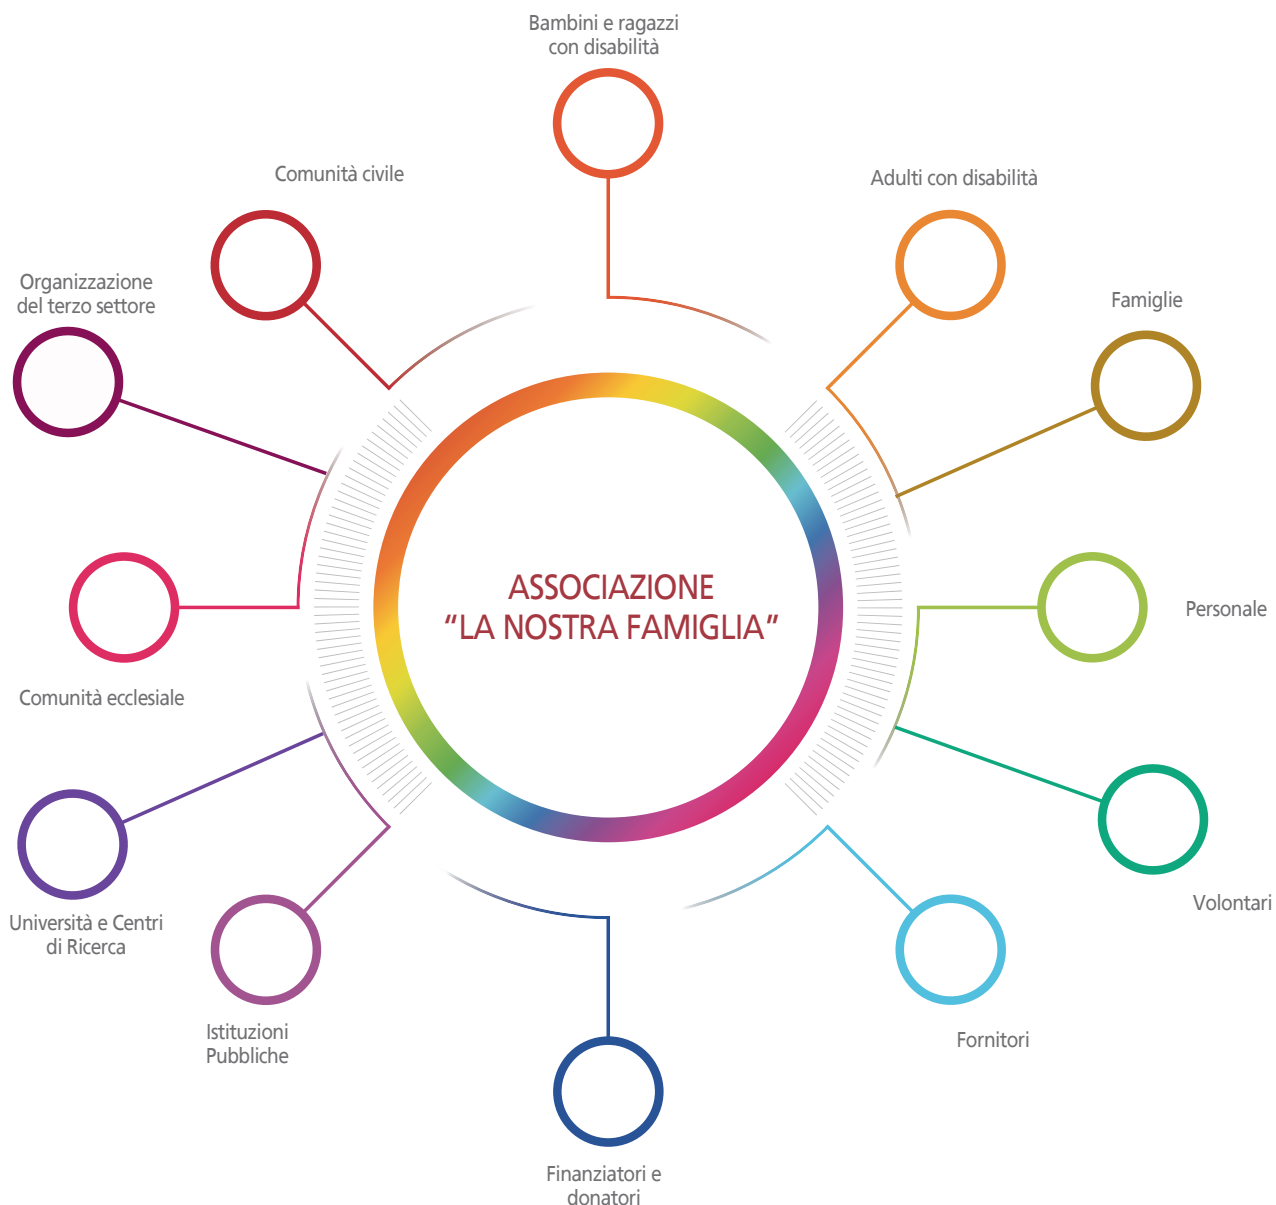 Bambini e ragazzi
con disabilità
Comunità civile
Adulti con disabilità
Organizzazione
del terzo settore
Famiglie
ASSOCIAZIONE
“LA NOSTRA FAMIGLIA”
Personale
Comunità ecclesiale
Volontari
Università e Centri
di Ricerca
Istituzioni
Pubbliche
Fornitori
Finanziatori e
donatori